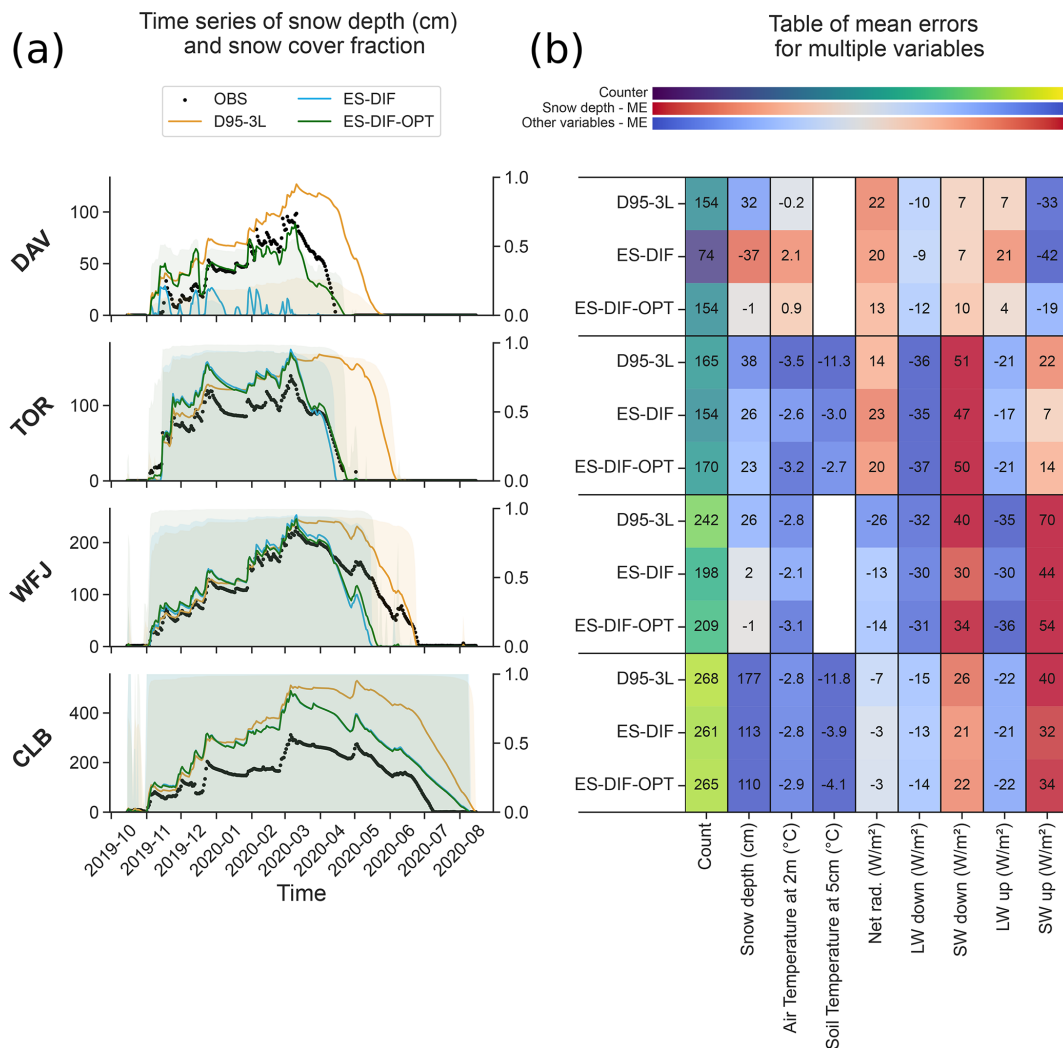 (a)
Time series of snow depth (cm)
and snow cover fraction
OBS
ES-DIF
D95-3L
ES-DIF-OPT
DAV
100
50
0
1.0
0.5
0.0
TOR
100
0
1.0
0.5
0.0
WFJ
200
100
0
1.0
0.5
0.0
CLB
400
200
0
1.0
0.5
0.0
2019-10
2019-11
2019-12
2020-01
2020-02
2020-03
2020-04
2020-05
2020-06
2020-07
2020-08
Time
(b)
Table of mean errors
for multiple variables
Counter
Snow depth - ME
Other variables - ME
D95-3L 154 32 -0.2 22 -10 7 7 -33
ES-DIF 74 -37 2.1 20 -9 7 21 -42
ES-DIF-OPT 154 -1 0.9 13 -12 10 4 -19
D95-3L 165 38 -3.5 -11.3 14 -36 51 -21 22
ES-DIF 154 26 -2.6 -3.0 23 -35 47 -17 7
ES-DIF-OPT 170 23 -3.2 -2.7 20 -37 50 -21 14
D95-3L 242 26 -2.8 -26 -32 40 -35 70
ES-DIF 198 2 -2.1 -13 -30 30 -30 44
ES-DIF-OPT 209 -1 -3.1 -14 -31 34 -36 54
D95-3L 268 177 -2.8 -11.8 -7 -15 26 -22 40
ES-DIF 261 113 -2.8 -3.9 -3 -13 21 -21 32
ES-DIF-OPT 265 110 -2.9 -4.1 -3 -14 22 -22 34
Count
Snow depth (cm)
Air Temperature at 2m (°C)
Soil Temperature at 5cm (°C)
Net rad. (W/m²)
LW down (W/m²)
SW down (W/m²)
LW up (W/m²)
SW up (W/m²)